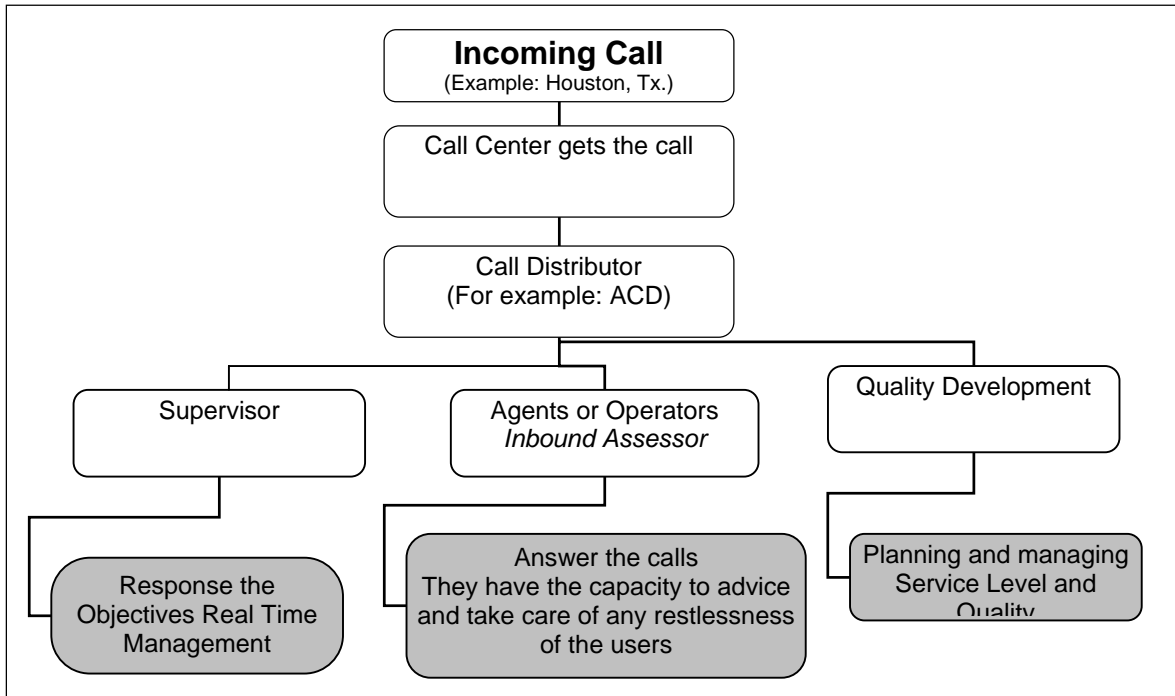 Incoming Call
(Example: Houston, Tx.)
Call Center gets the call
Call Distributor
(For example: ACD)
Supervisor
Agents or Operators
Inbound Assessor
Quality Development
Response the
Objectives Real Time
Management
Answer the calls
They have the capacity to advice
and take care of any restlessness
of the users
Planning and managing
Service Level and
Quality